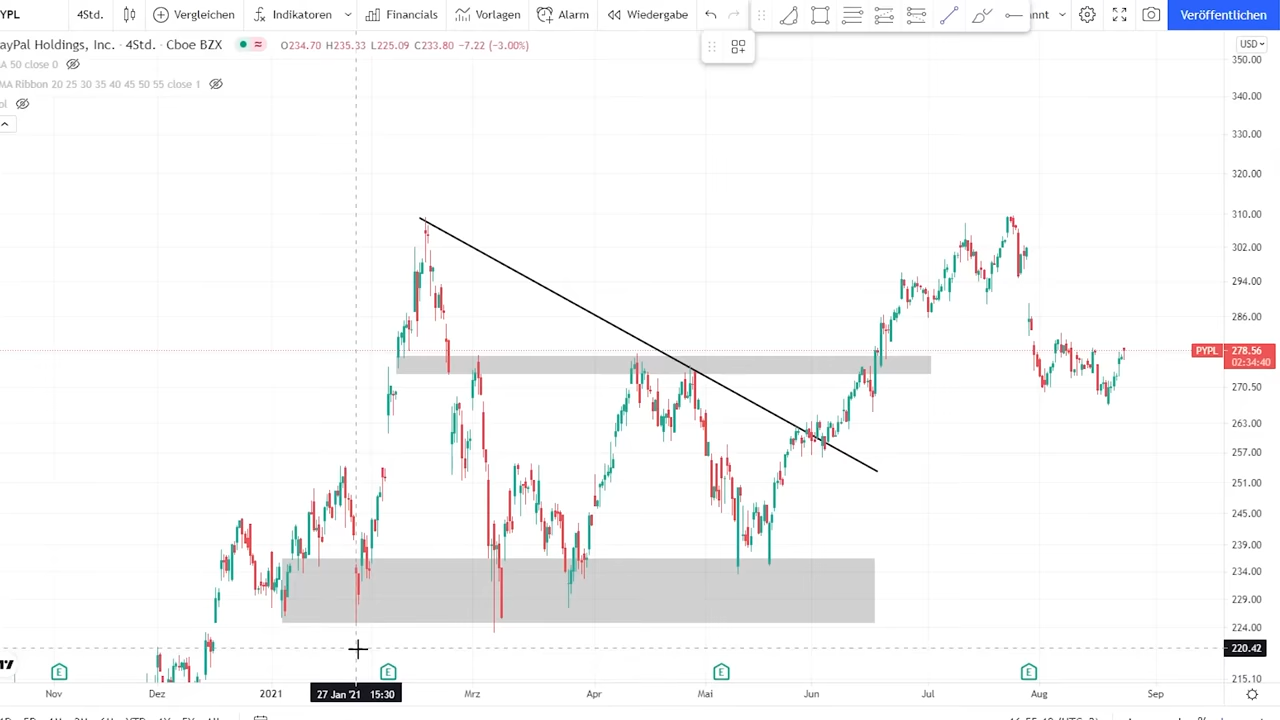 YPL 4Std. Vergleichen Indikatoren Financials Vorlagen Alarm Wiedergabe nnt Veröffentlichen
ayPal Holdings, Inc. · 4Std. · Cboe BZX O234.70 H235.33 L225.09 C233.80 −7.22 (−3.00%)
USD
A 50 close 0
MA Ribbon 20 25 30 35 40 45 50 55 close 1
ol
350.00
340.00
330.00
320.00
310.00
302.00
294.00
286.00
PYPL 278.56
02:34:40
270.50
263.00
257.00
251.00
245.00
239.00
234.00
229.00
224.00
220.42
215.10
E E E E
Nov Dez 2021 27 Jan '21 15:30 Mrz Apr Mai Jun Jul Aug Sep